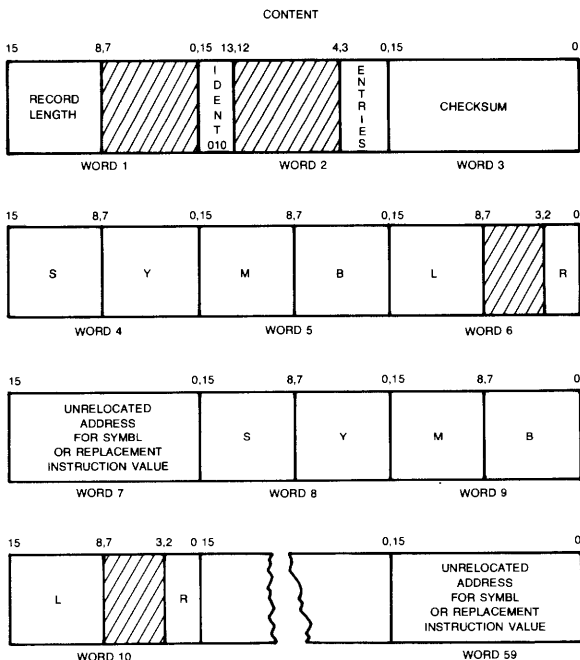 CONTENT
15 8,7 0,15 13,12 4,3 0,15 0
RECORD LENGTH
IDENT 010
ENTRIES
CHECKSUM
WORD 1 WORD 2 WORD 3
15 8,7 0,15 8,7 0,15 8,7 3,2 0
S Y M B L R
WORD 4 WORD 5 WORD 6
15 0,15 8,7 0,15 8,7 0
UNRELOCATED
ADDRESS
FOR SYMBL
OR REPLACEMENT
INSTRUCTION VALUE
S Y M B
WORD 7 WORD 8 WORD 9
15 8,7 3,2 0 15 0,15 0
L R
UNRELOCATED
ADDRESS
FOR SYMBL
OR REPLACEMENT
INSTRUCTION VALUE
WORD 10 WORD 59